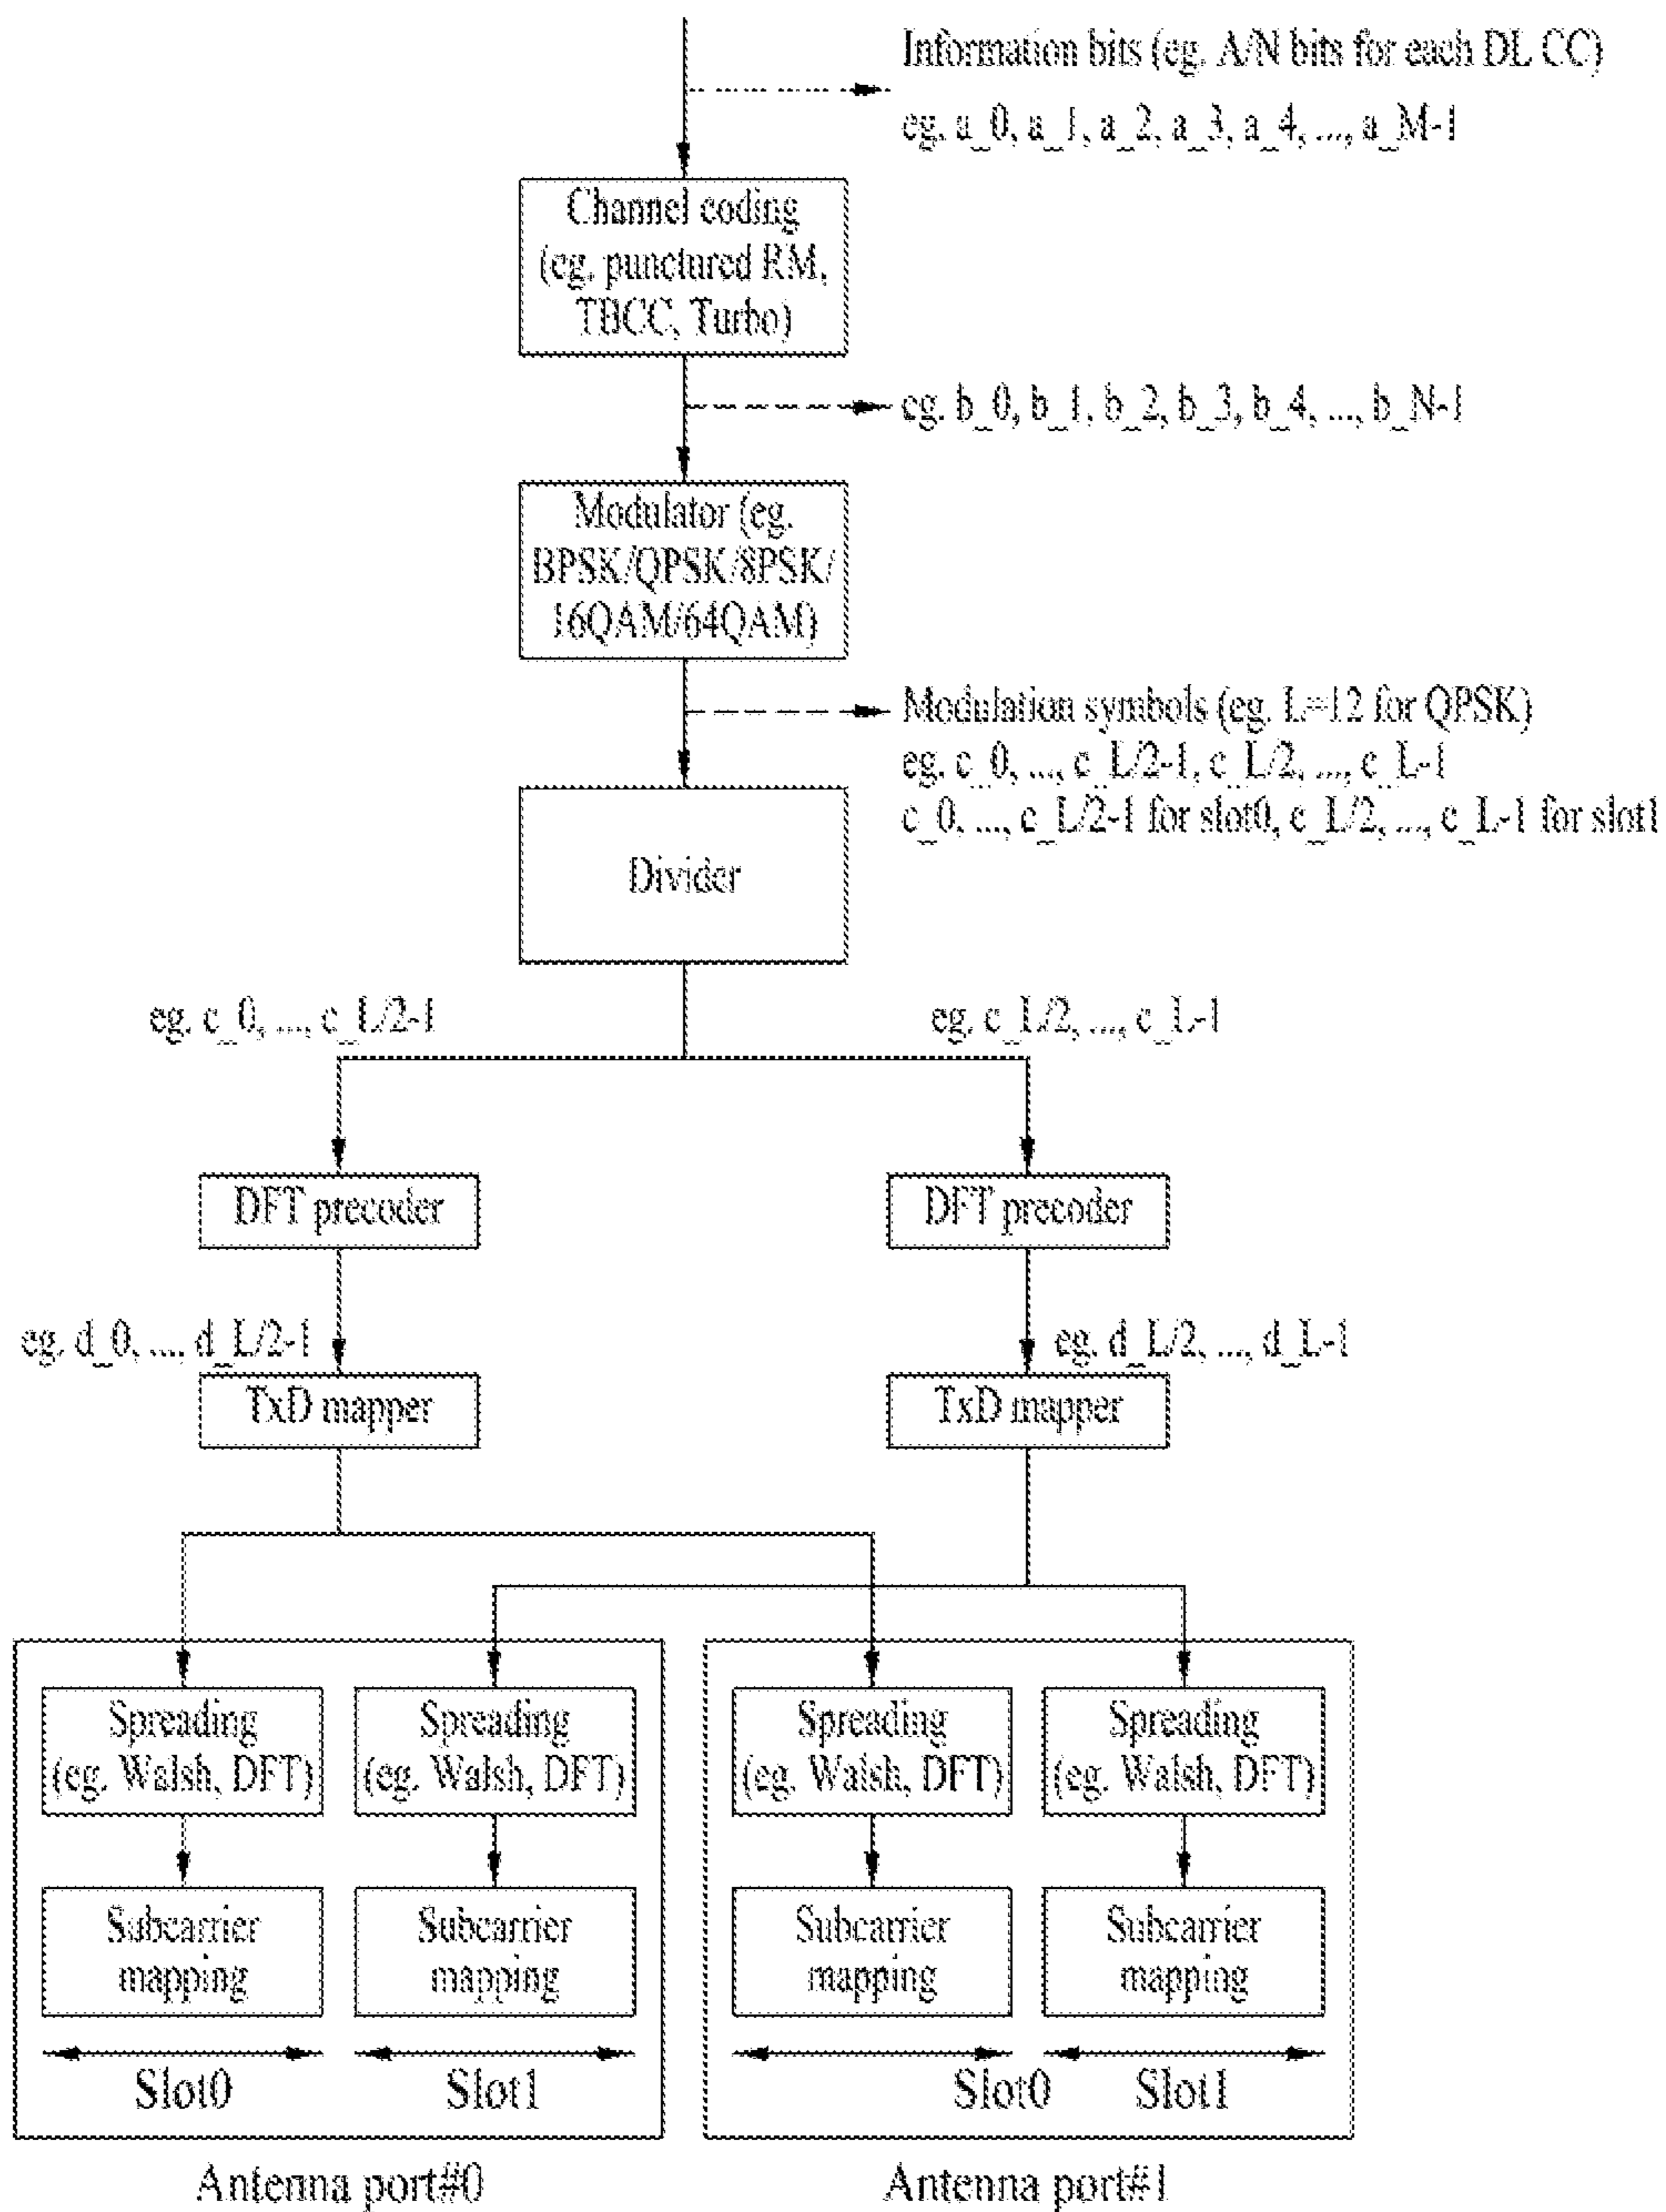 Information bits (eg. A/N bits for each DL CC)
eg. a_0, a_1, a_2, a_3, a_4, ..., a_M-1
Channel coding
(eg. punctured RM,
TBCC, Turbo)
eg. b_0, b_1, b_2, b_3, b_4, ..., b_N-1
Modulator (eg.
BPSK/QPSK/8PSK/
16QAM/64QAM)
Modulation symbols (eg. L=12 for QPSK)
eg. c_0, ..., c_L/2-1, c_L/2, ..., c_L-1
c_0, ..., c_L/2-1 for slot0, c_L/2, ..., c_L-1 for slot1
Divider
eg. c_0, ..., c_L/2-1
eg. c_L/2, ..., c_L-1
DFT precoder
DFT precoder
eg. d_0, ..., d_L/2-1
eg. d_L/2, ..., d_L-1
TxD mapper
TxD mapper
Spreading
(eg. Walsh, DFT)
Spreading
(eg. Walsh, DFT)
Spreading
(eg. Walsh, DFT)
Spreading
(eg. Walsh, DFT)
Subcarrier
mapping
Subcarrier
mapping
Subcarrier
mapping
Subcarrier
mapping
Slot0
Slot1
Slot0
Slot1
Antenna port#0
Antenna port#1